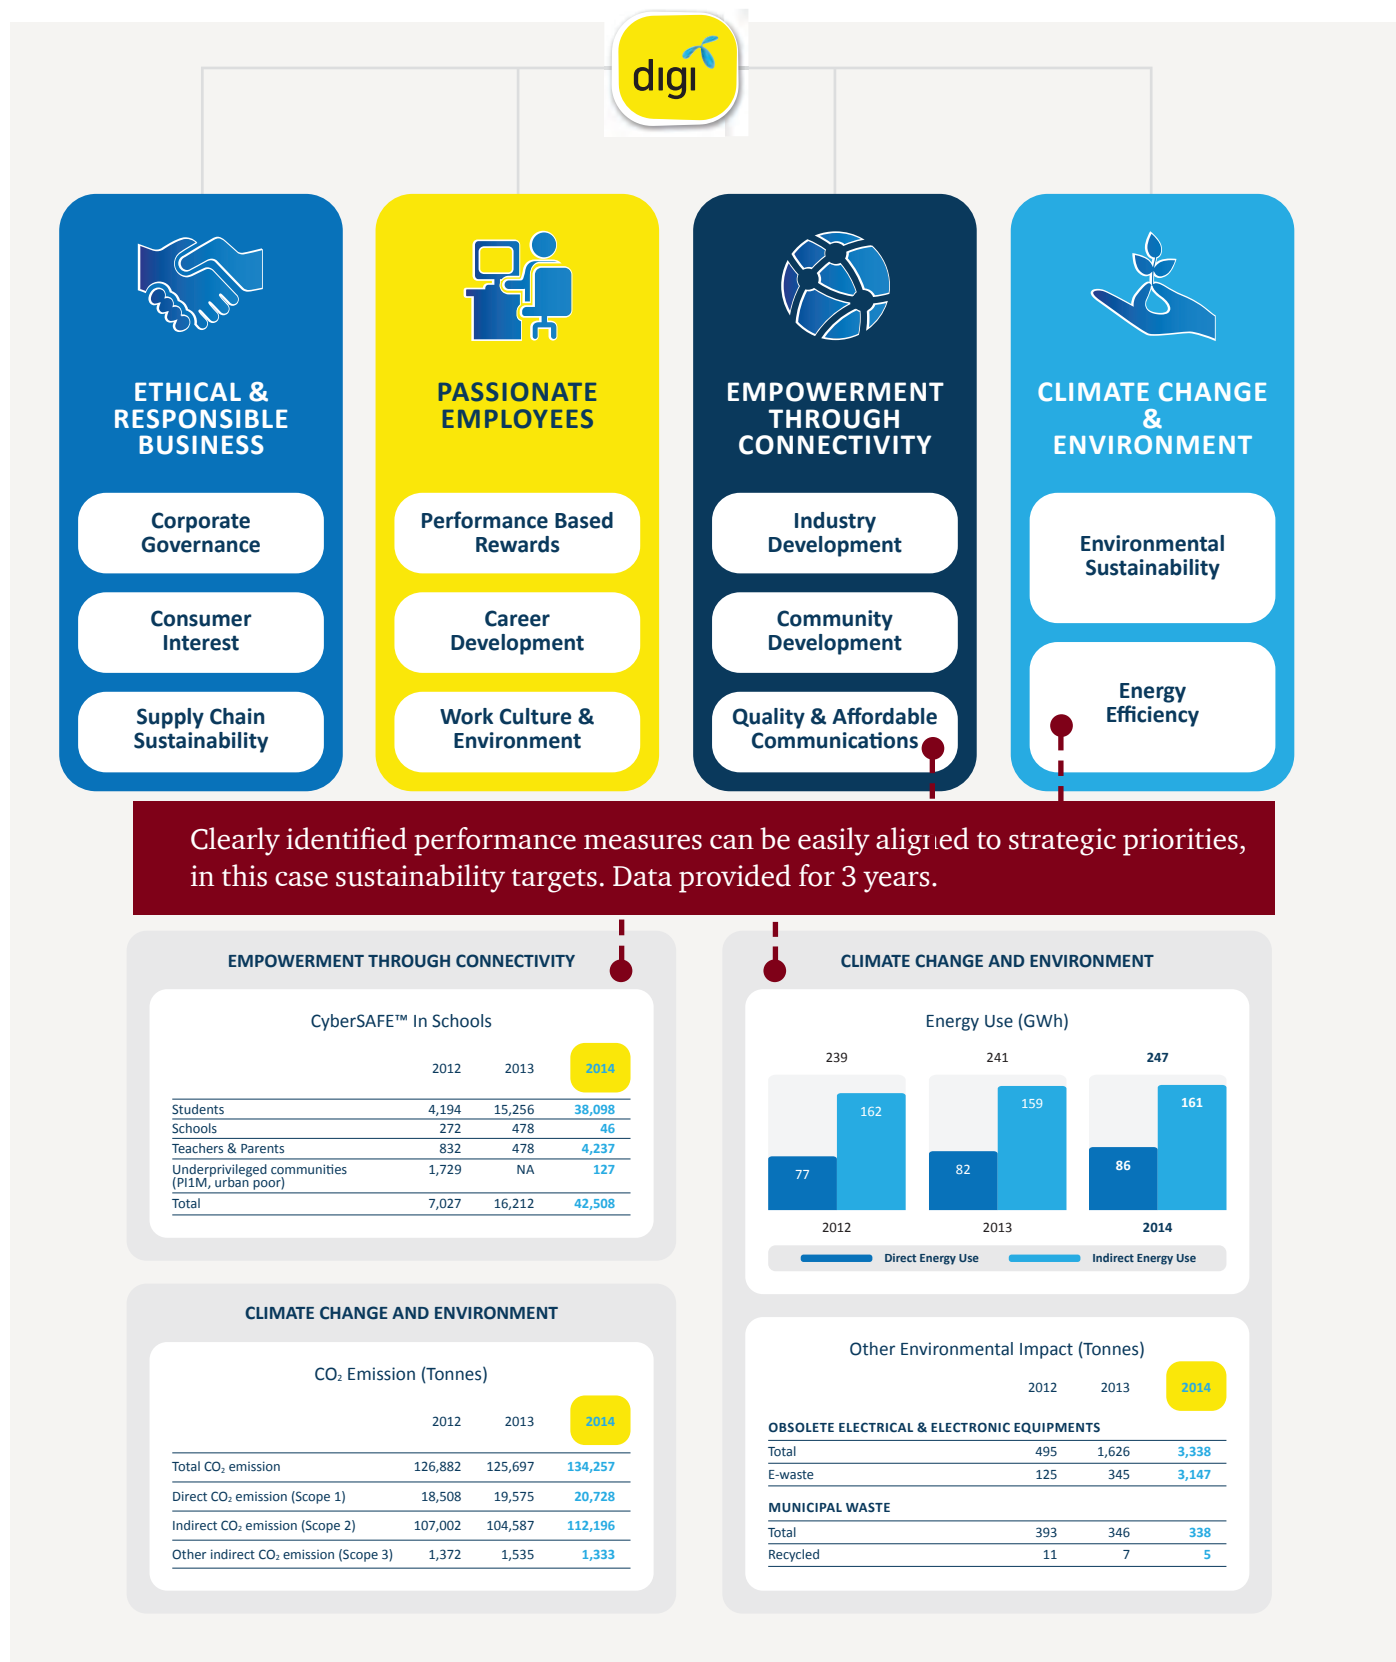 digi
ETHICAL &
RESPONSIBLE
BUSINESS
Corporate
Governance
Consumer
Interest
Supply Chain
Sustainability
PASSIONATE
EMPLOYEES
Performance Based
Rewards
Career
Development
Work Culture &
Environment
EMPOWERMENT
THROUGH
CONNECTIVITY
Industry
Development
Community
Development
Quality & Affordable
Communications
CLIMATE CHANGE
&
ENVIRONMENT
Environmental
Sustainability
Energy
Efficiency
Clearly identified performance measures can be easily aligned to strategic priorities,
in this case sustainability targets. Data provided for 3 years.
EMPOWERMENT THROUGH CONNECTIVITY
CyberSAFE™ In Schools
2012 2013 2014
Students 4,194 15,256 38,098
Schools 272 478 46
Teachers & Parents 832 478 4,237
Underprivileged communities 1,729 NA 127
(PI1M, urban poor)
Total 7,027 16,212 42,508
CLIMATE CHANGE AND ENVIRONMENT
CO₂ Emission (Tonnes)
2012 2013 2014
Total CO₂ emission 126,882 125,697 134,257
Direct CO₂ emission (Scope 1) 18,508 19,575 20,728
Indirect CO₂ emission (Scope 2) 107,002 104,587 112,196
Other indirect CO₂ emission (Scope 3) 1,372 1,535 1,333
CLIMATE CHANGE AND ENVIRONMENT
Energy Use (GWh)
239 241 247
77 162 82 159 86 161
2012 2013 2014
Direct Energy Use Indirect Energy Use
Other Environmental Impact (Tonnes)
2012 2013 2014
OBSOLETE ELECTRICAL & ELECTRONIC EQUIPMENTS
Total 495 1,626 3,338
E-waste 125 345 3,147
MUNICIPAL WASTE
Total 393 346 338
Recycled 11 7 5